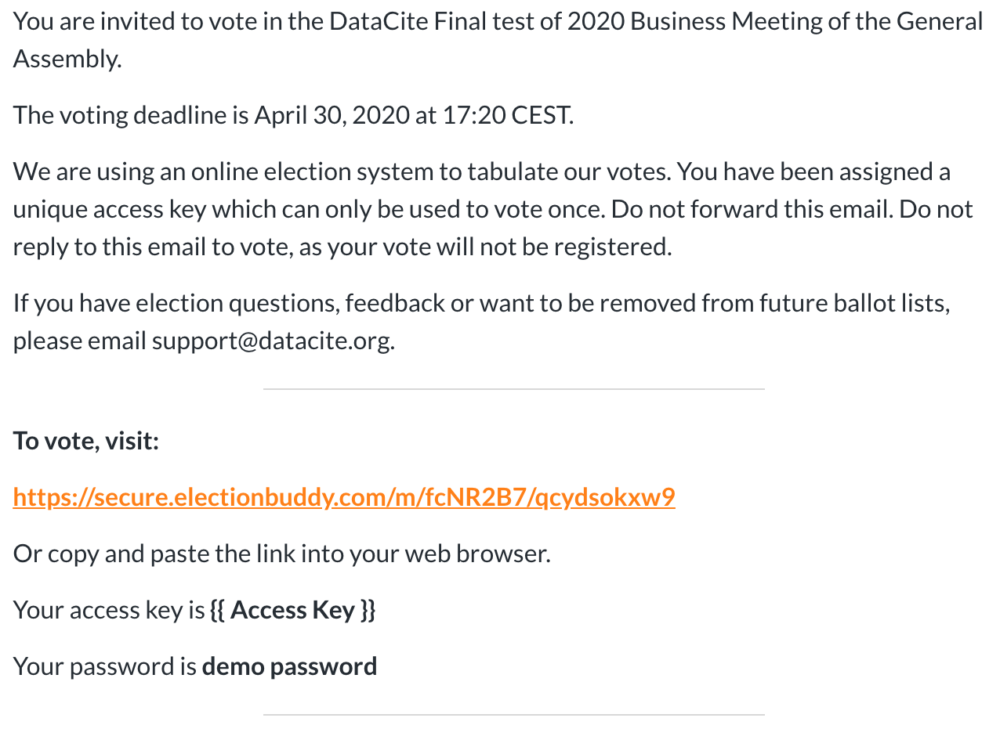 You are invited to vote in the DataCite Final test of 2020 Business Meeting of the General
Assembly.
The voting deadline is April 30, 2020 at 17:20 CEST.
We are using an online election system to tabulate our votes. You have been assigned a
unique access key which can only be used to vote once. Do not forward this email. Do not
reply to this email to vote, as your vote will not be registered.
If you have election questions, feedback or want to be removed from future ballot lists,
please email support@datacite.org.
To vote, visit:
https://secure.electionbuddy.com/m/fcNR2B7/qcydsokxw9
Or copy and paste the link into your web browser.
Your access key is {{ Access Key }}
Your password is demo password